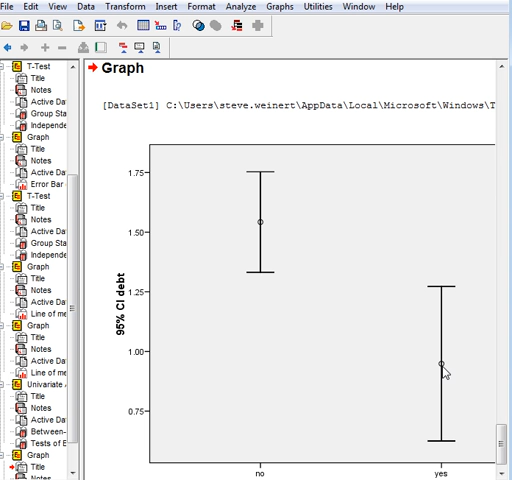 File Edit View Data Transform Insert Format Analyze Graphs Utilities Window Help
T-Test
Title
Notes
Active Da
Group Sta
Independe
Graph
Title
Notes
Active Da
Error Bar
T-Test
Title
Notes
Active Da
Group Sta
Independe
Graph
Title
Notes
Active Da
Line of me
Graph
Title
Notes
Active Da
Line of me
Univariate
Title
Notes
Active Da
Between-
Tests of B
Graph
Title
Notes
Graph
[DataSet1] C:\Users\steve.weinert\AppData\Local\Microsoft\Windows\T
95% CI debt
1.75
1.50
1.25
1.00
0.75
no yes